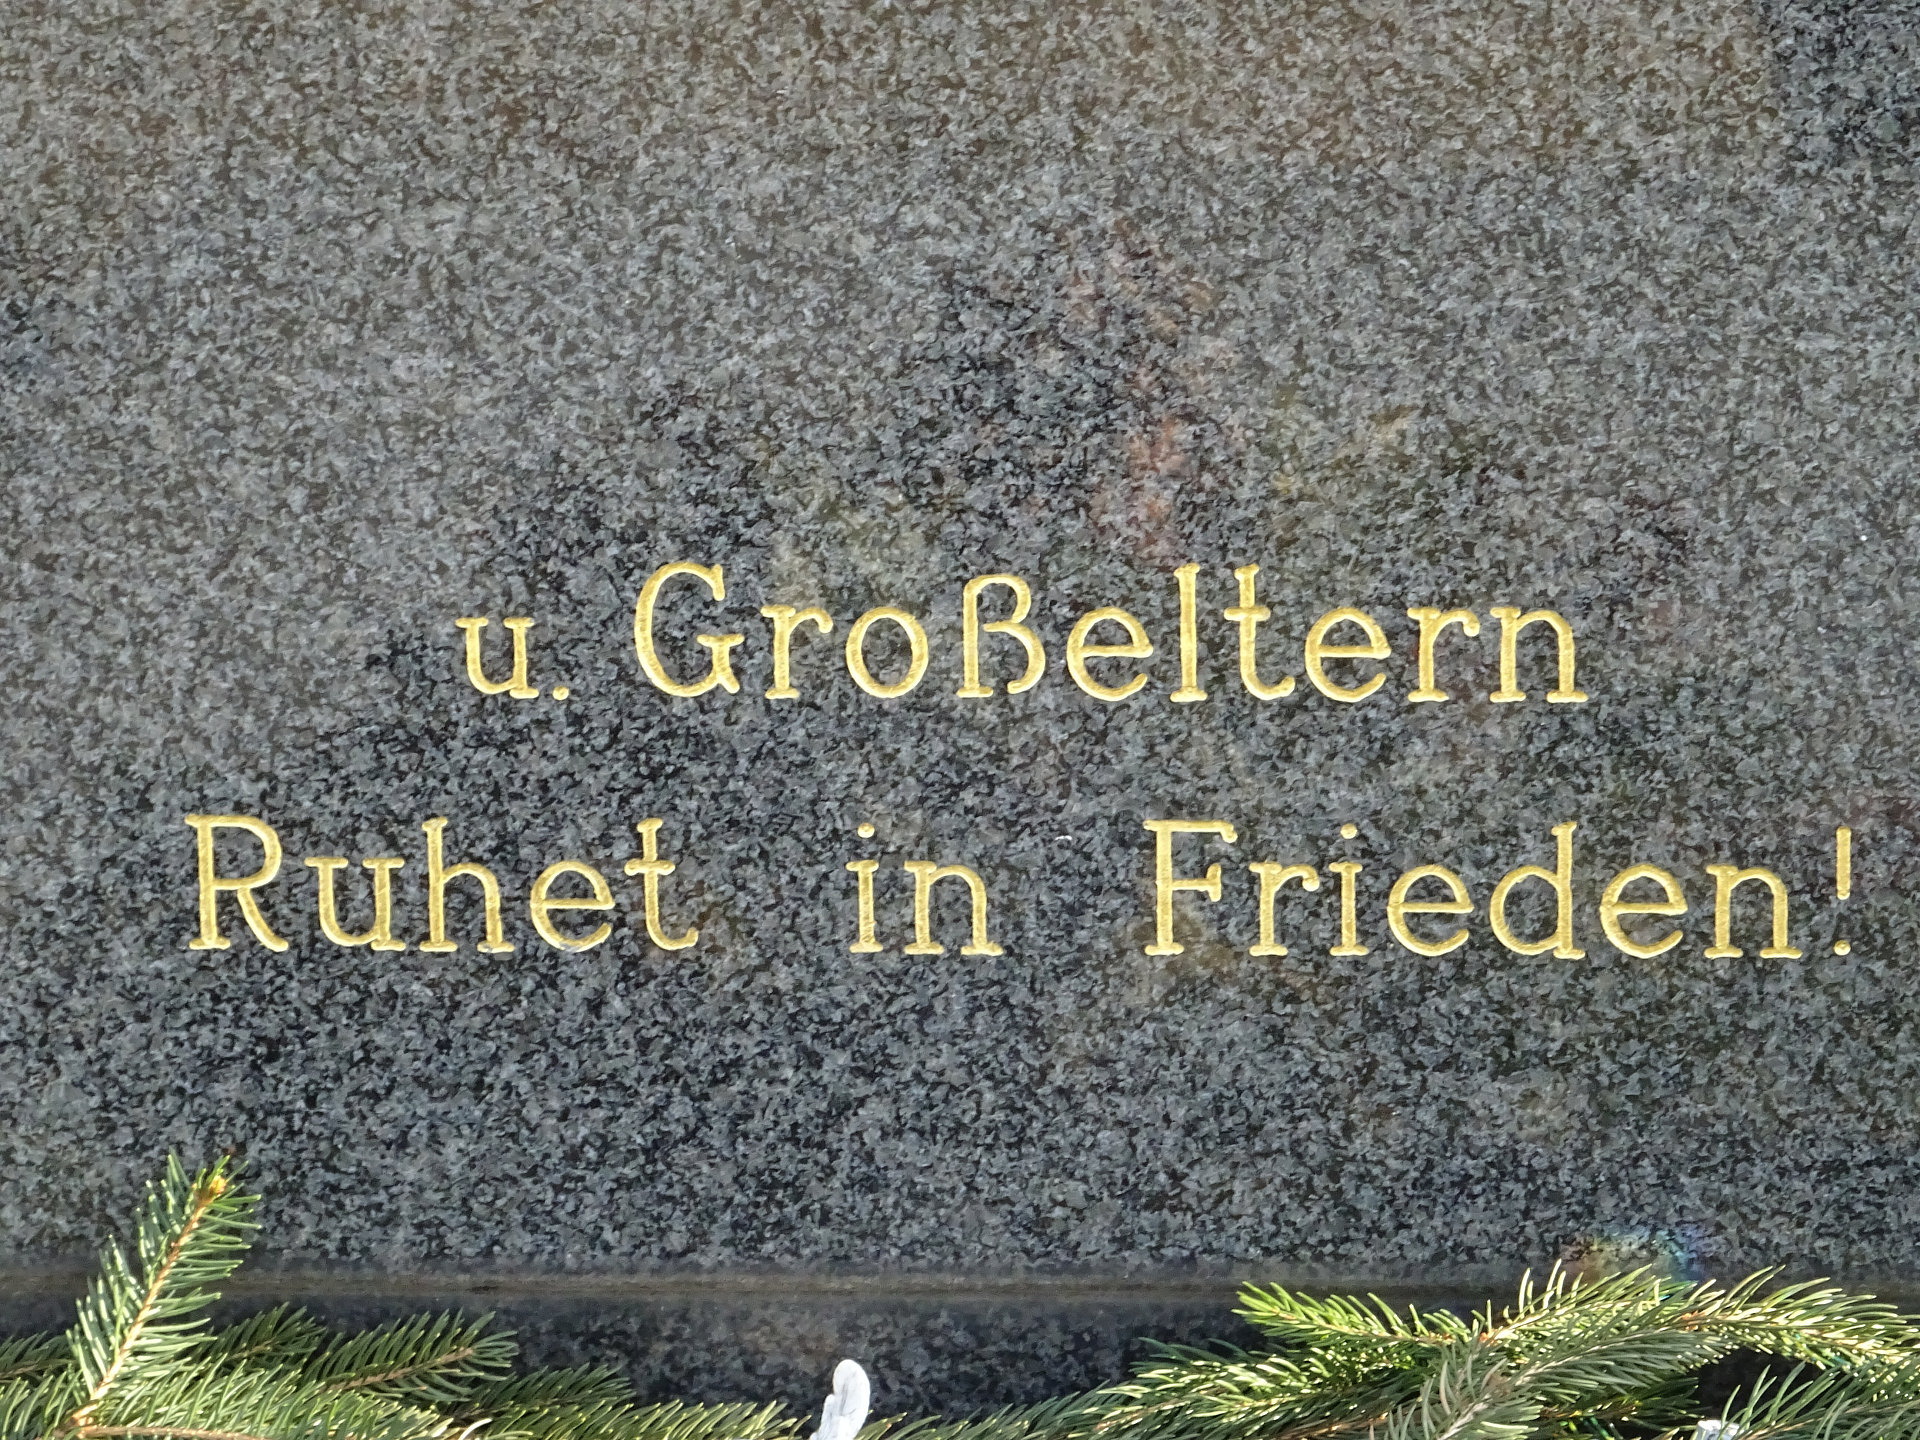 u. Großeltern
Ruhet in Frieden!